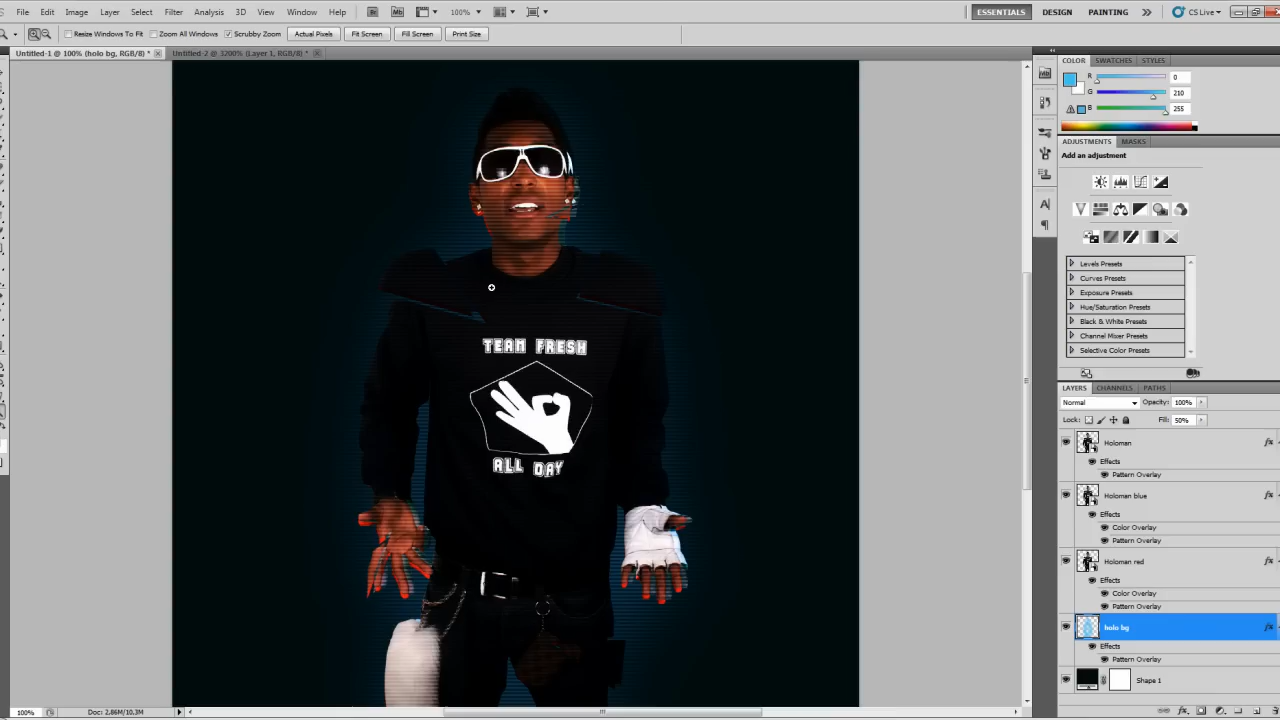 File Edit Image Layer Select Filter Analysis 3D View Window Help Br Mb 100% ESSENTIALS DESIGN PAINTING CS Live
Resize Windows To Fit Zoom All Windows Scrubby Zoom Actual Pixels Fit Screen Fill Screen Print Size
Untitled-1 @ 100% (holo bg, RGB/8) * Untitled-2 @ 3200% (Layer 1, RGB/8) *
COLOR SWATCHES STYLES
R 0
G 210
B 255
ADJUSTMENTS MASKS
Add an adjustment
Levels Presets
Curves Presets
Exposure Presets
Hue/Saturation Presets
Black & White Presets
Channel Mixer Presets
Selective Color Presets
TEAM FRESH
ALL DAY
LAYERS CHANNELS PATHS
Normal Opacity: 100%
Lock: Fill: 50%
Holoman fx
Effects
Pattern Overlay
Holoman blue fx
Effects
Color Overlay
Pattern Overlay
Holoman red fx
Effects
Color Overlay
Pattern Overlay
holo bg fx
Effects
Pattern Overlay
Shape 1
100% Doc: 2.86M/10.3M